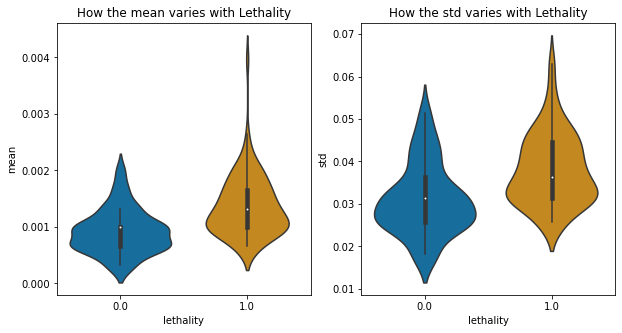 How the mean varies with Lethality
mean
0.004
0.003
0.002
0.001
0.000
0.0
1.0
lethality
How the std varies with Lethality
std
0.07
0.06
0.05
0.04
0.03
0.02
0.01
0.0
1.0
lethality